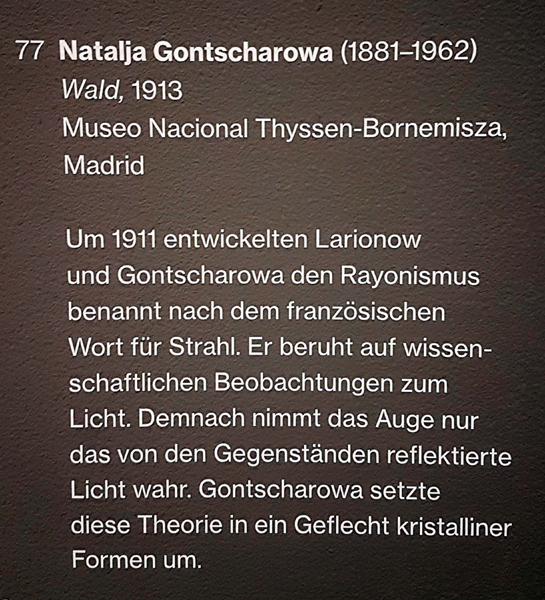 77 Natalja Gontscharowa (1881–1962)
Wald, 1913
Museo Nacional Thyssen-Bornemisza,
Madrid
Um 1911 entwickelten Larionow
und Gontscharowa den Rayonismus
benannt nach dem französischen
Wort für Strahl. Er beruht auf wissen-
schaftlichen Beobachtungen zum
Licht. Demnach nimmt das Auge nur
das von den Gegenständen reflektierte
Licht wahr. Gontscharowa setzte
diese Theorie in ein Geflecht kristalliner
Formen um.